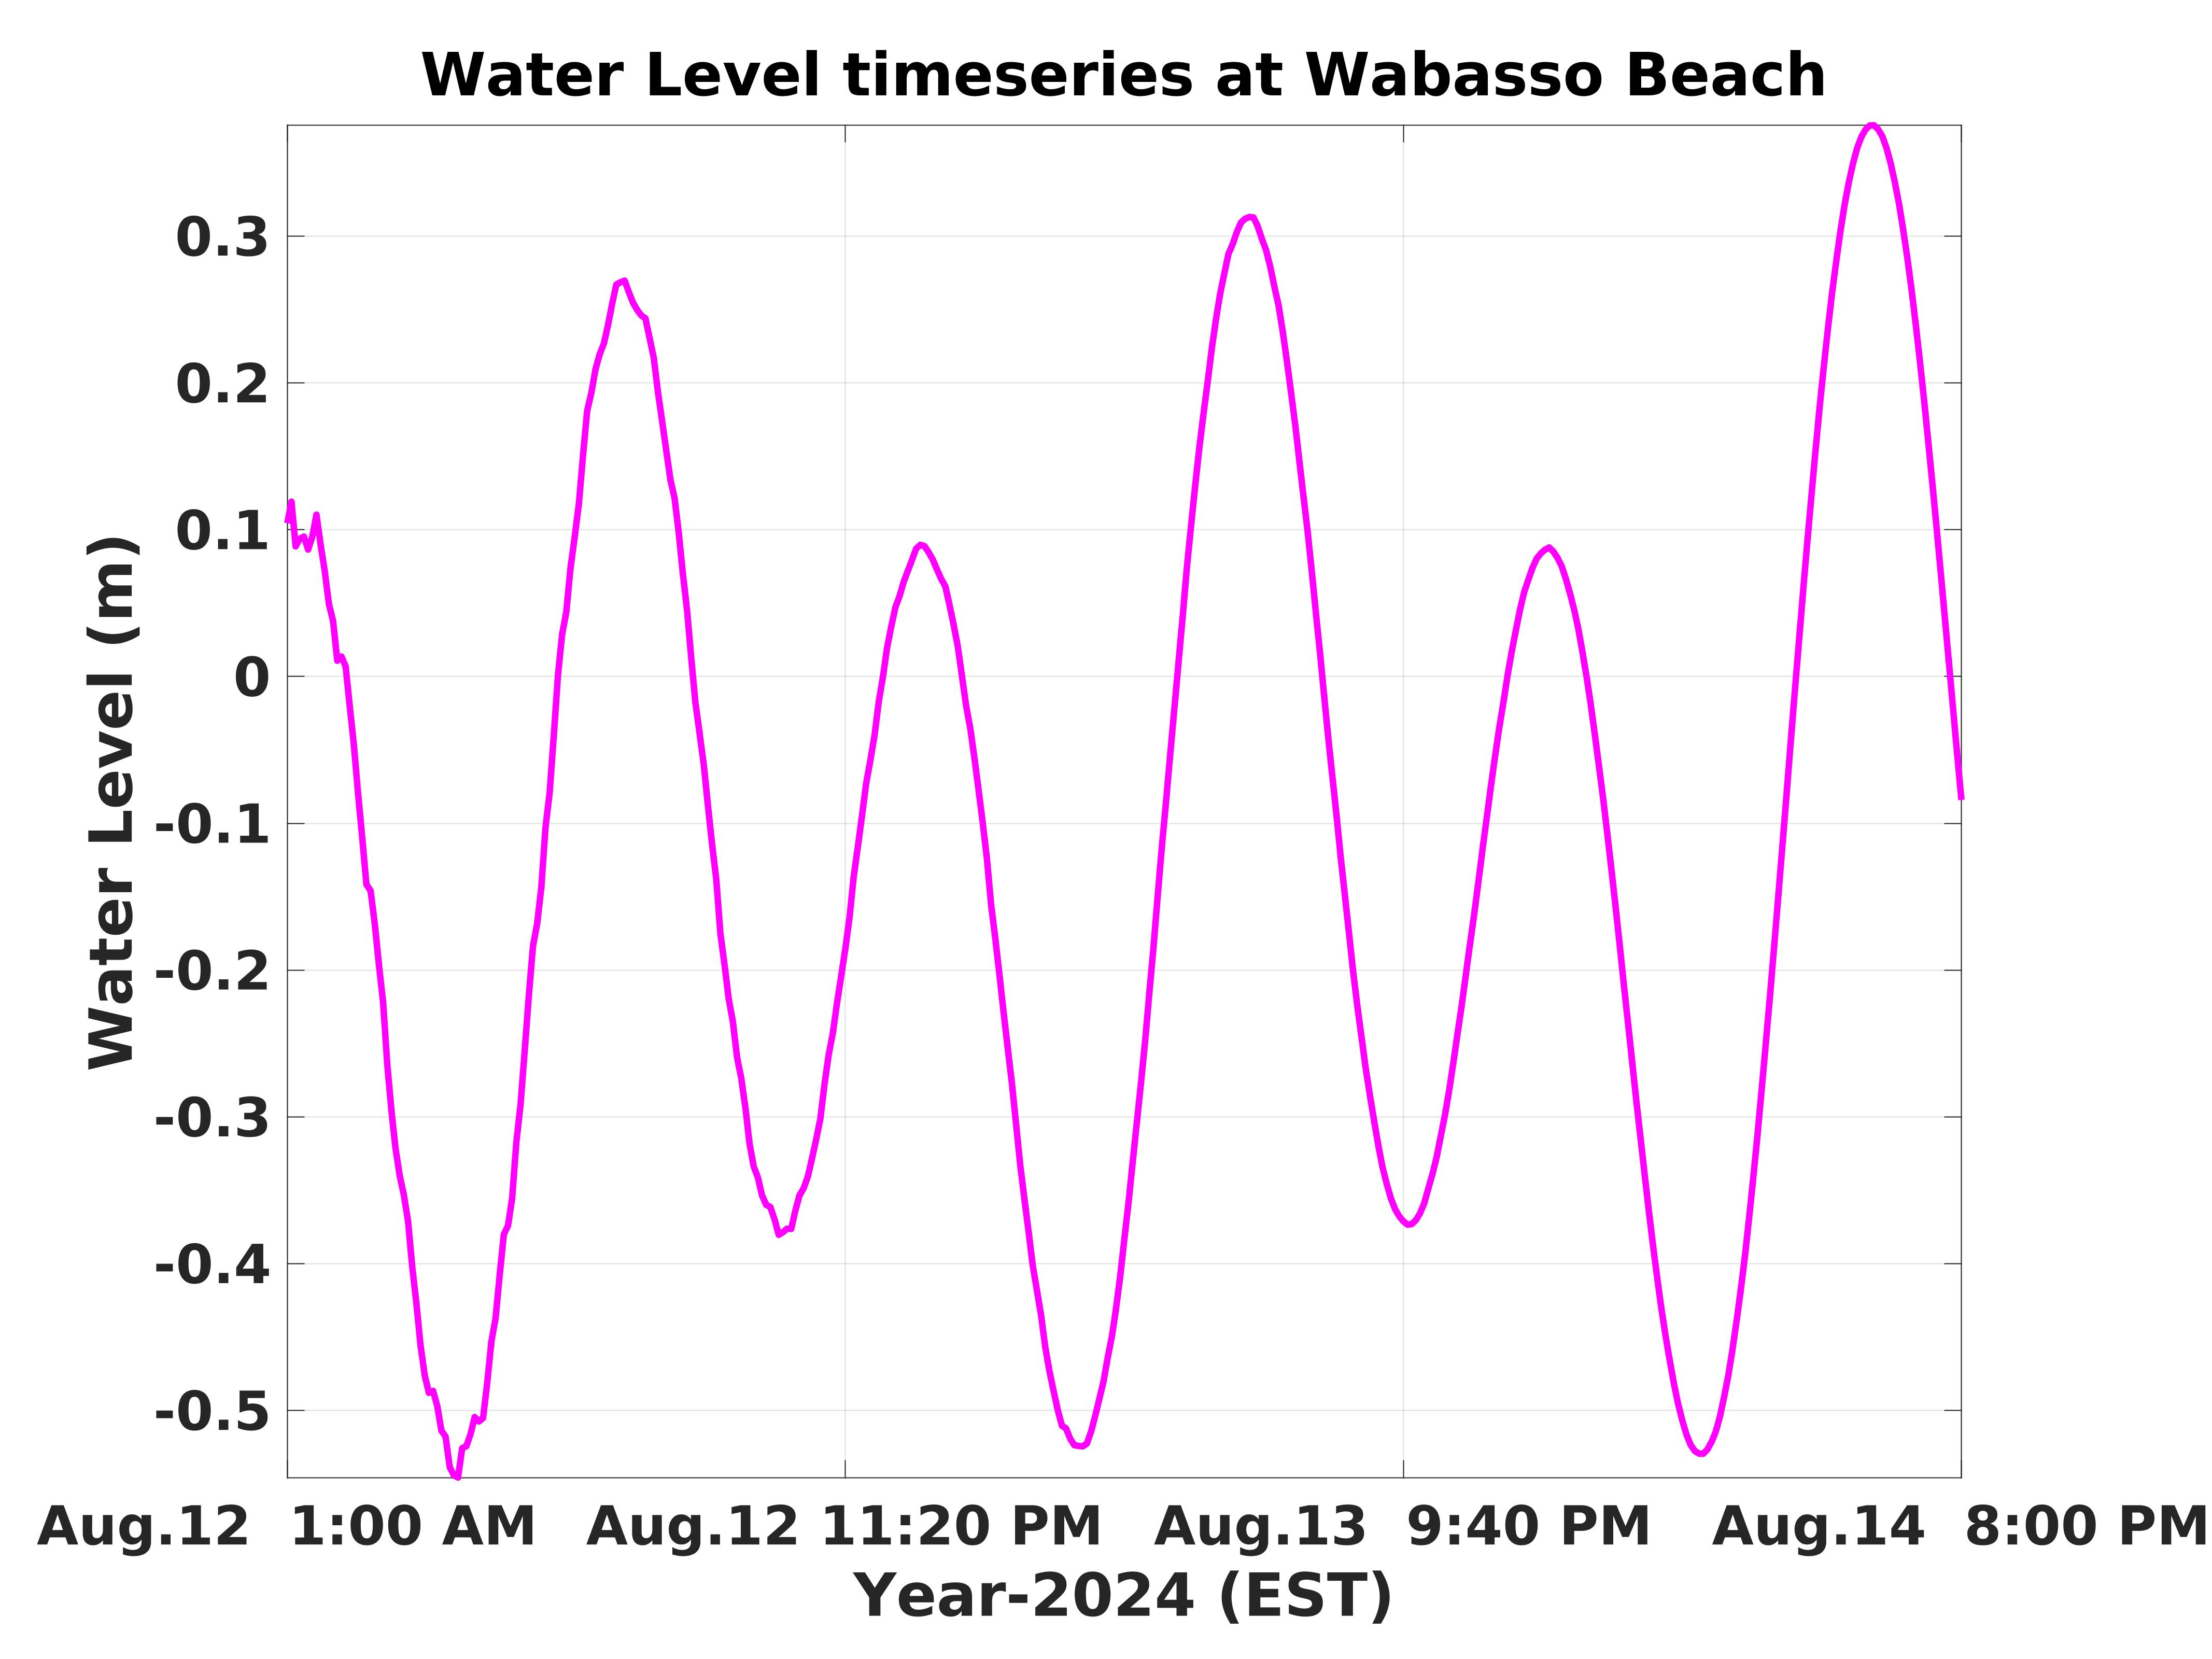 Water Level timeseries at Wabasso Beach
Water Level (m)
0.3
0.2
0.1
0
-0.1
-0.2
-0.3
-0.4
-0.5
Aug.12  1:00 AM Aug.12 11:20 PM Aug.13  9:40 PM Aug.14  8:00 PM
Year-2024 (EST)